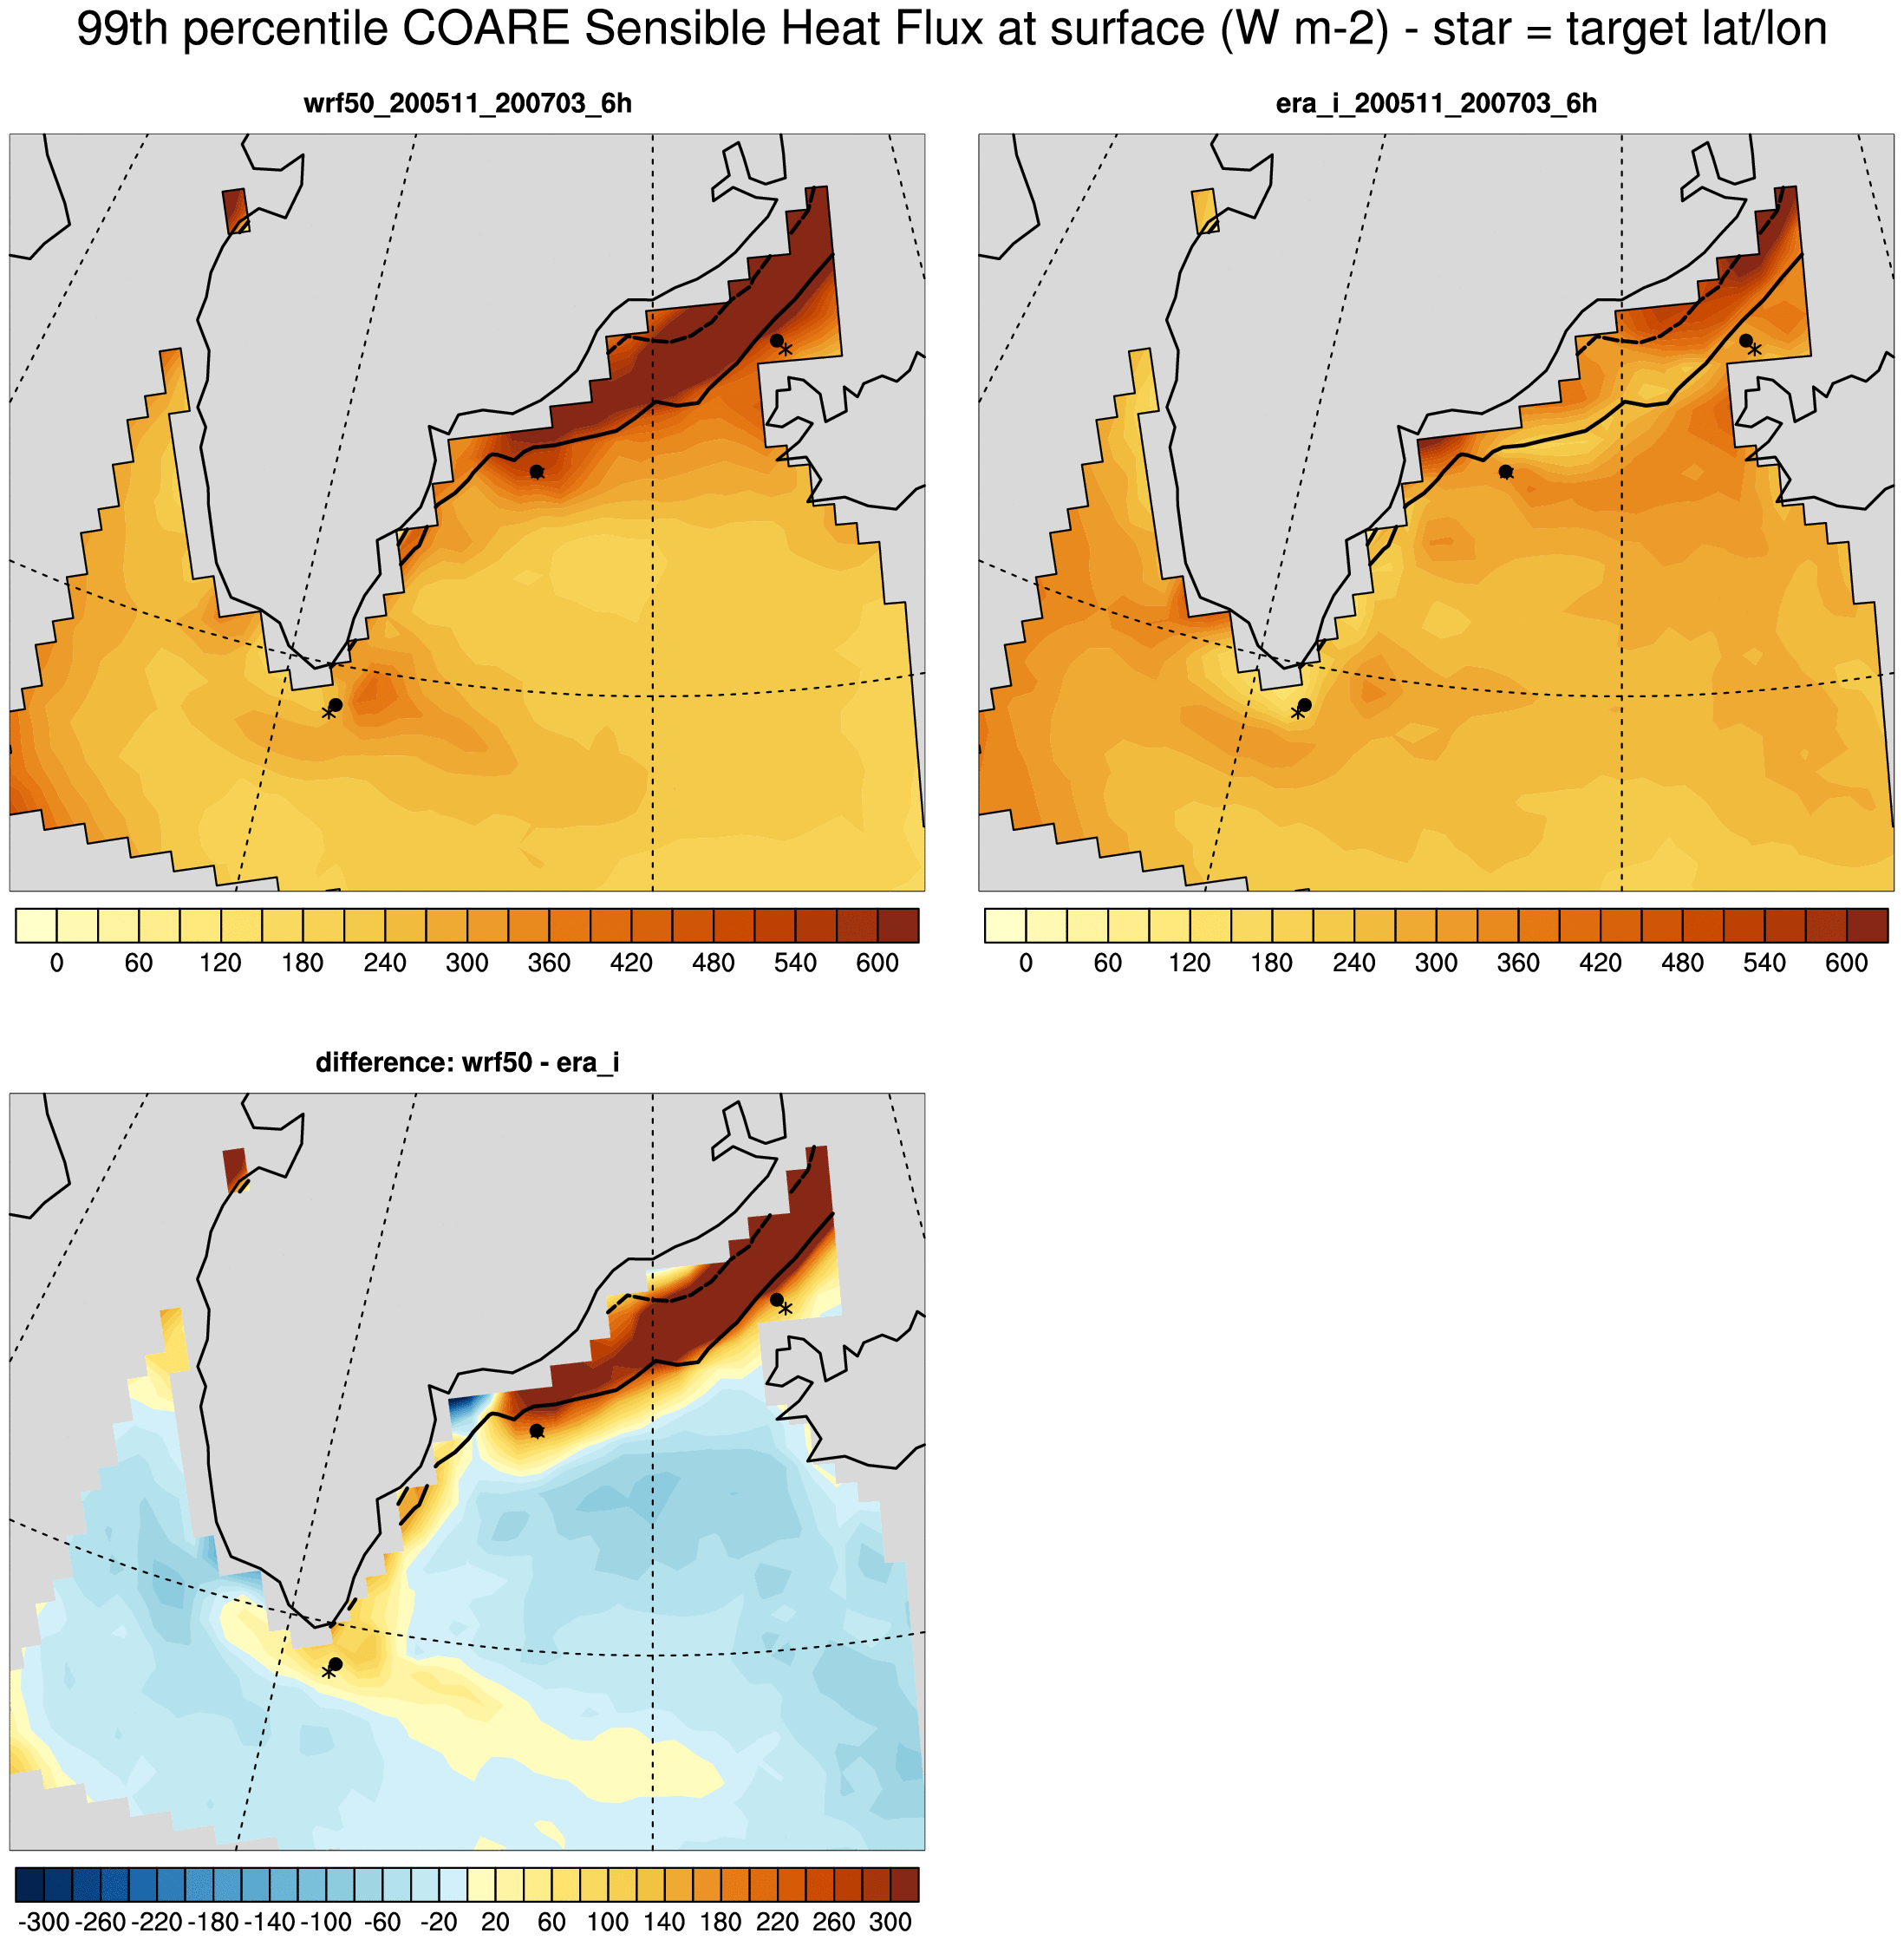 99th percentile COARE Sensible Heat Flux at surface (W m-2) - star = target lat/lon
wrf50_200511_200703_6h
era_i_200511_200703_6h
0 60 120 180 240 300 360 420 480 540 600
0 60 120 180 240 300 360 420 480 540 600
difference: wrf50 - era_i
-300 -260 -220 -180 -140 -100 -60 -20 20 60 100 140 180 220 260 300